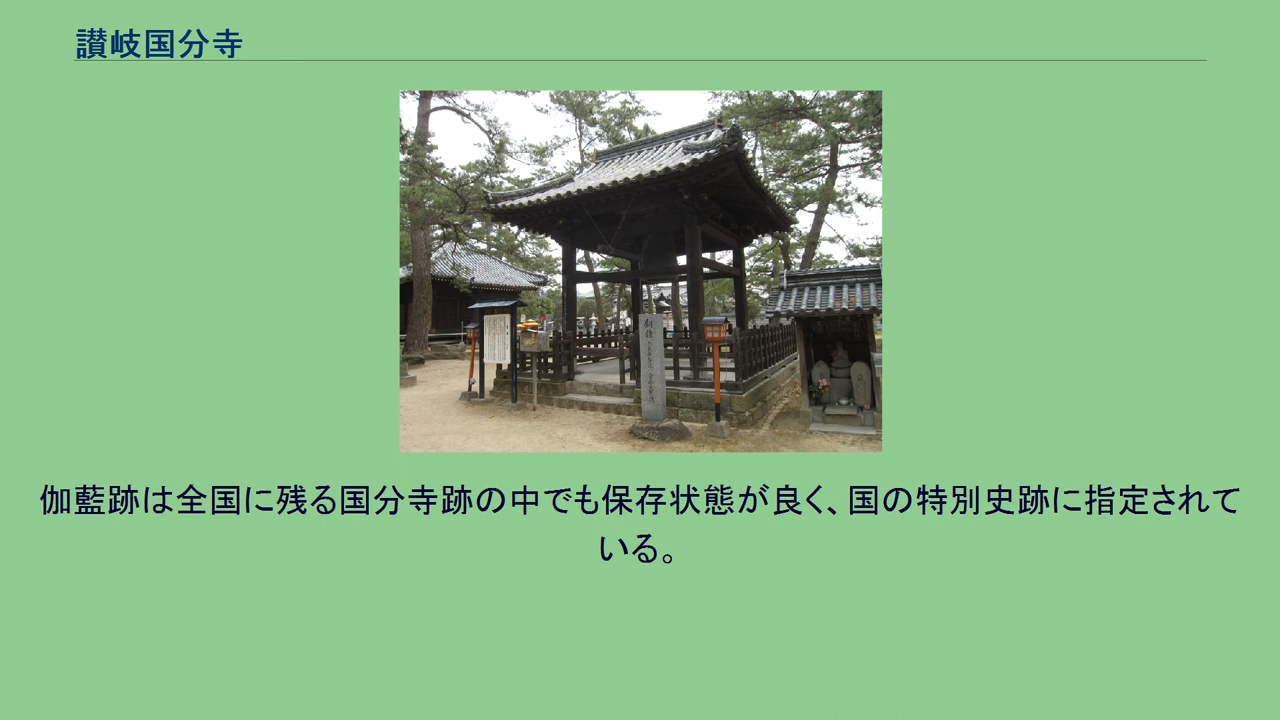 讃岐国分寺
銅鐘
伽藍跡は全国に残る国分寺跡の中でも保存状態が良く、国の特別史跡に指定されて
いる。